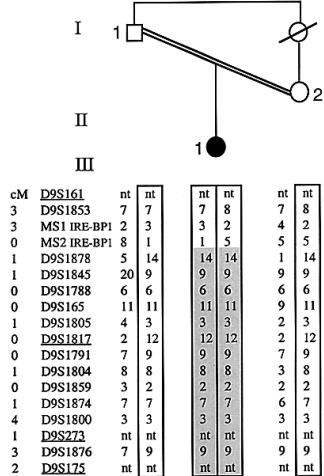 I
1
2
II
1
III
cM D9S161 nt nt nt nt nt nt
3 D9S1853 7 7 7 8 7 8
3 MS1 IRE-BP1 2 3 3 2 4 2
0 MS2 IRE-BP1 8 1 1 5 5 5
1 D9S1878 5 14 14 14 1 14
1 D9S1845 20 9 9 9 9 9
0 D9S1788 6 6 6 6 6 6
0 D9S165 11 11 11 11 9 11
1 D9S1805 4 3 3 3 2 3
0 D9S1817 2 12 12 12 2 12
0 D9S1791 7 9 9 9 7 9
1 D9S1804 8 8 8 8 3 8
0 D9S1859 3 2 2 2 2 2
1 D9S1874 7 7 7 7 6 7
4 D9S1800 3 3 3 3 3 3
1 D9S273 nt nt nt nt nt nt
3 D9S1876 7 9 9 9 9 9
2 D9S175 nt nt nt nt nt nt